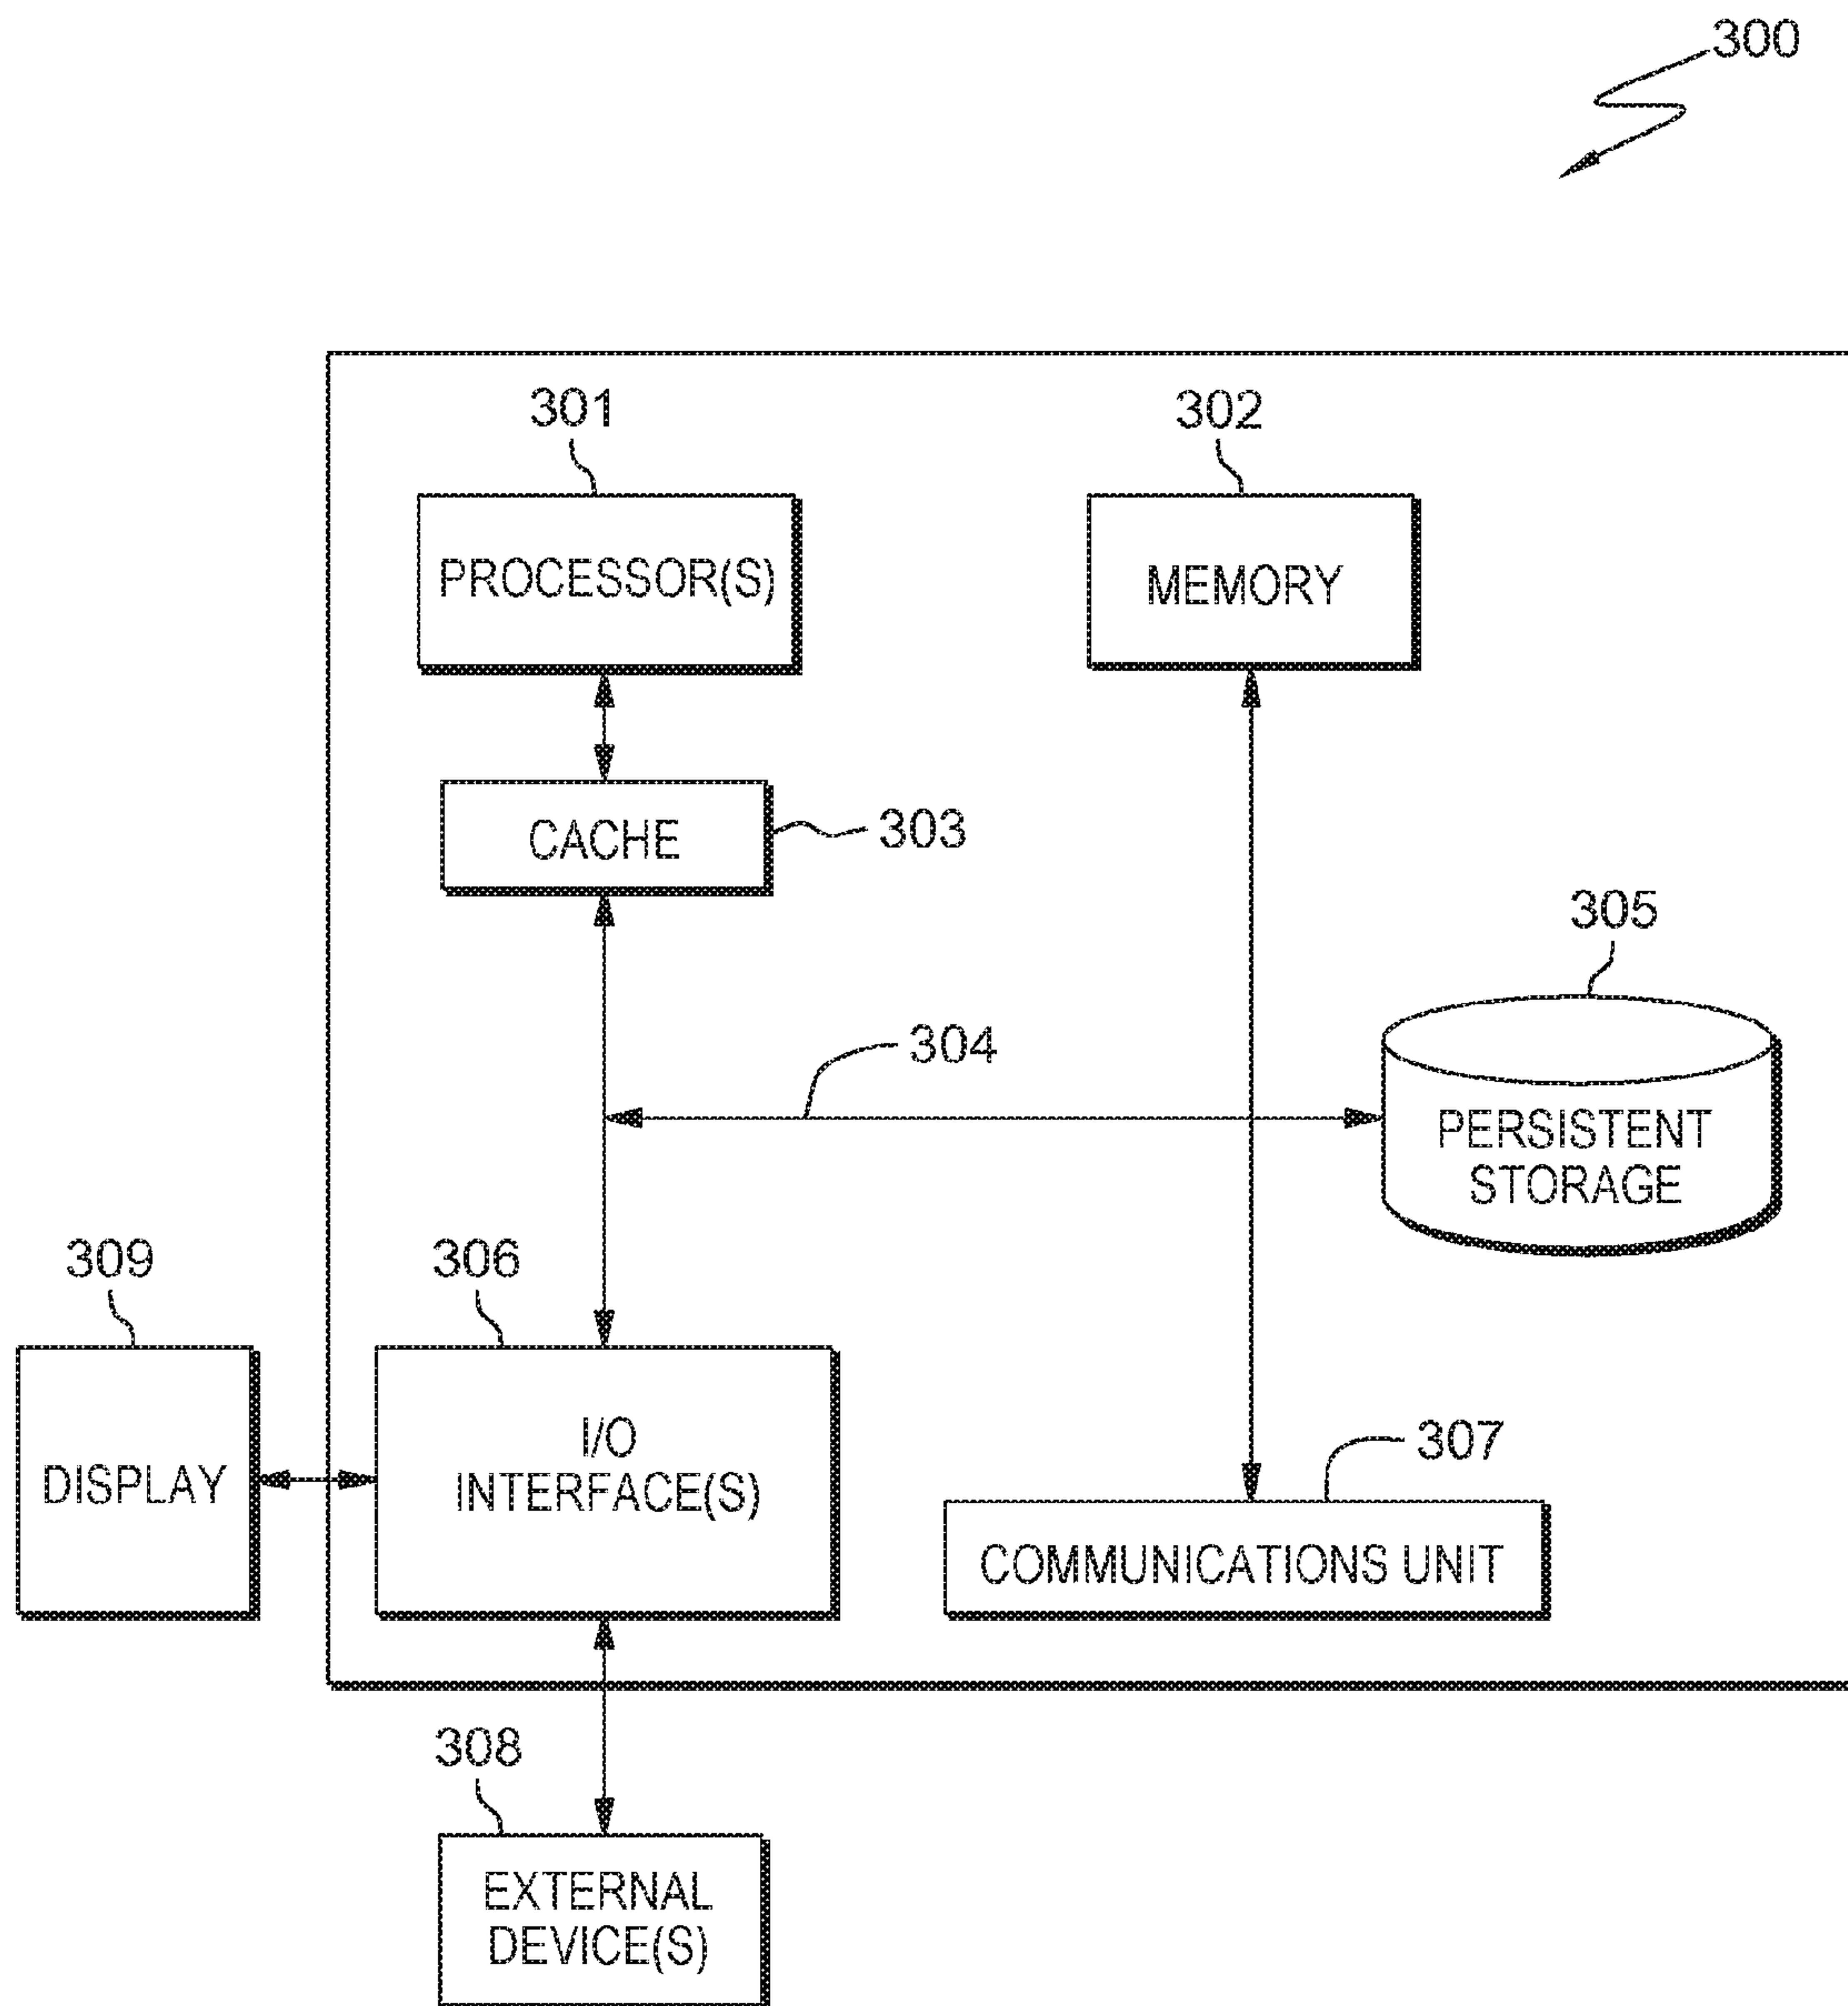 300
301
302
PROCESSOR(S)
MEMORY
CACHE
303
305
304
PERSISTENT
STORAGE
309
306
I/O
INTERFACE(S)
DISPLAY
307
COMMUNICATIONS UNIT
308
EXTERNAL
DEVICE(S)